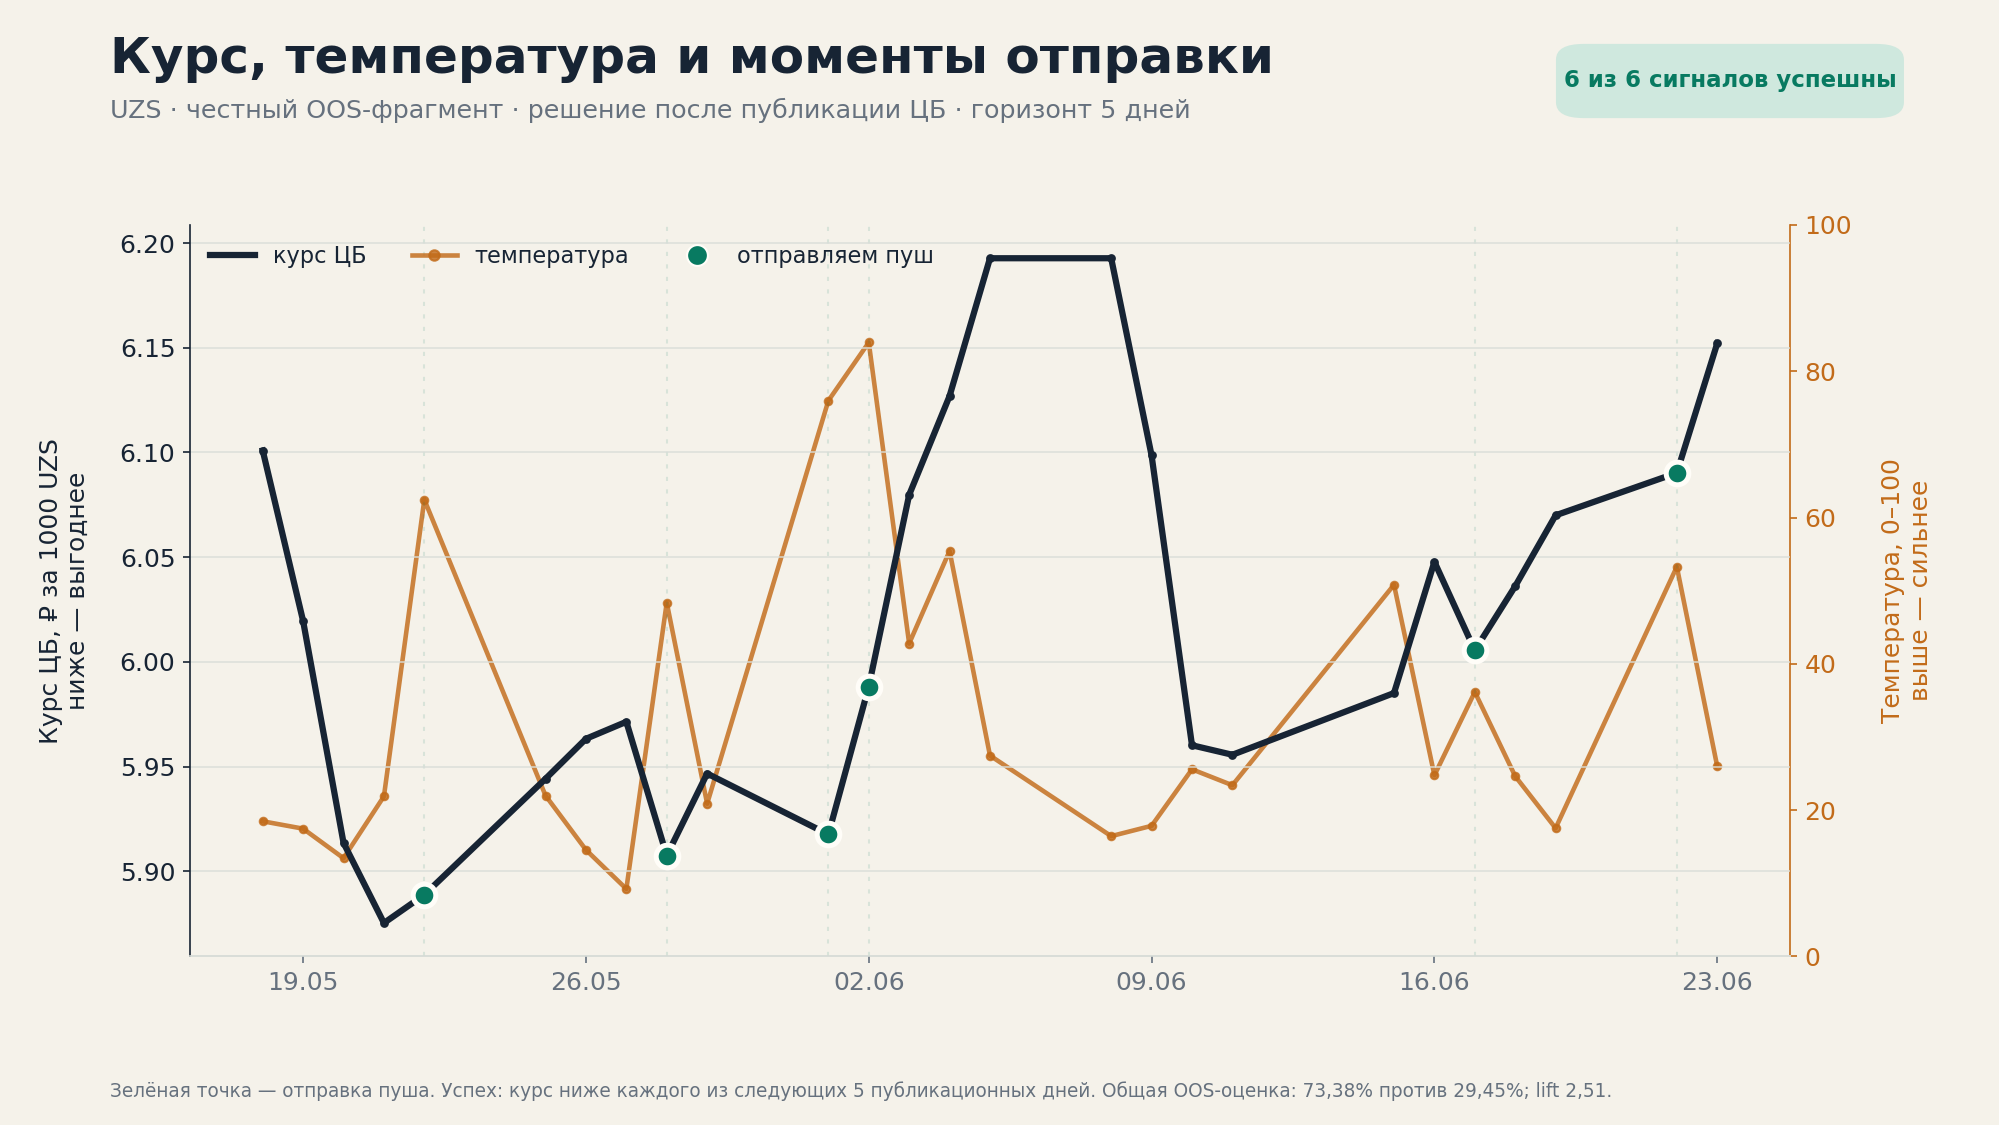 Курс, температура и моменты отправки
UZS · честный OOS-фрагмент · решение после публикации ЦБ · горизонт 5 дней
6 из 6 сигналов успешны
курс ЦБ
температура
отправляем пуш
Курс ЦБ, ₽ за 1000 UZS
ниже — выгоднее
6.20
6.15
6.10
6.05
6.00
5.95
5.90
100
80
60
40
20
0
Температура, 0–100
выше — сильнее
19.05
26.05
02.06
09.06
16.06
23.06
Зелёная точка — отправка пуша. Успех: курс ниже каждого из следующих 5 публикационных дней. Общая OOS-оценка: 73,38% против 29,45%; lift 2,51.